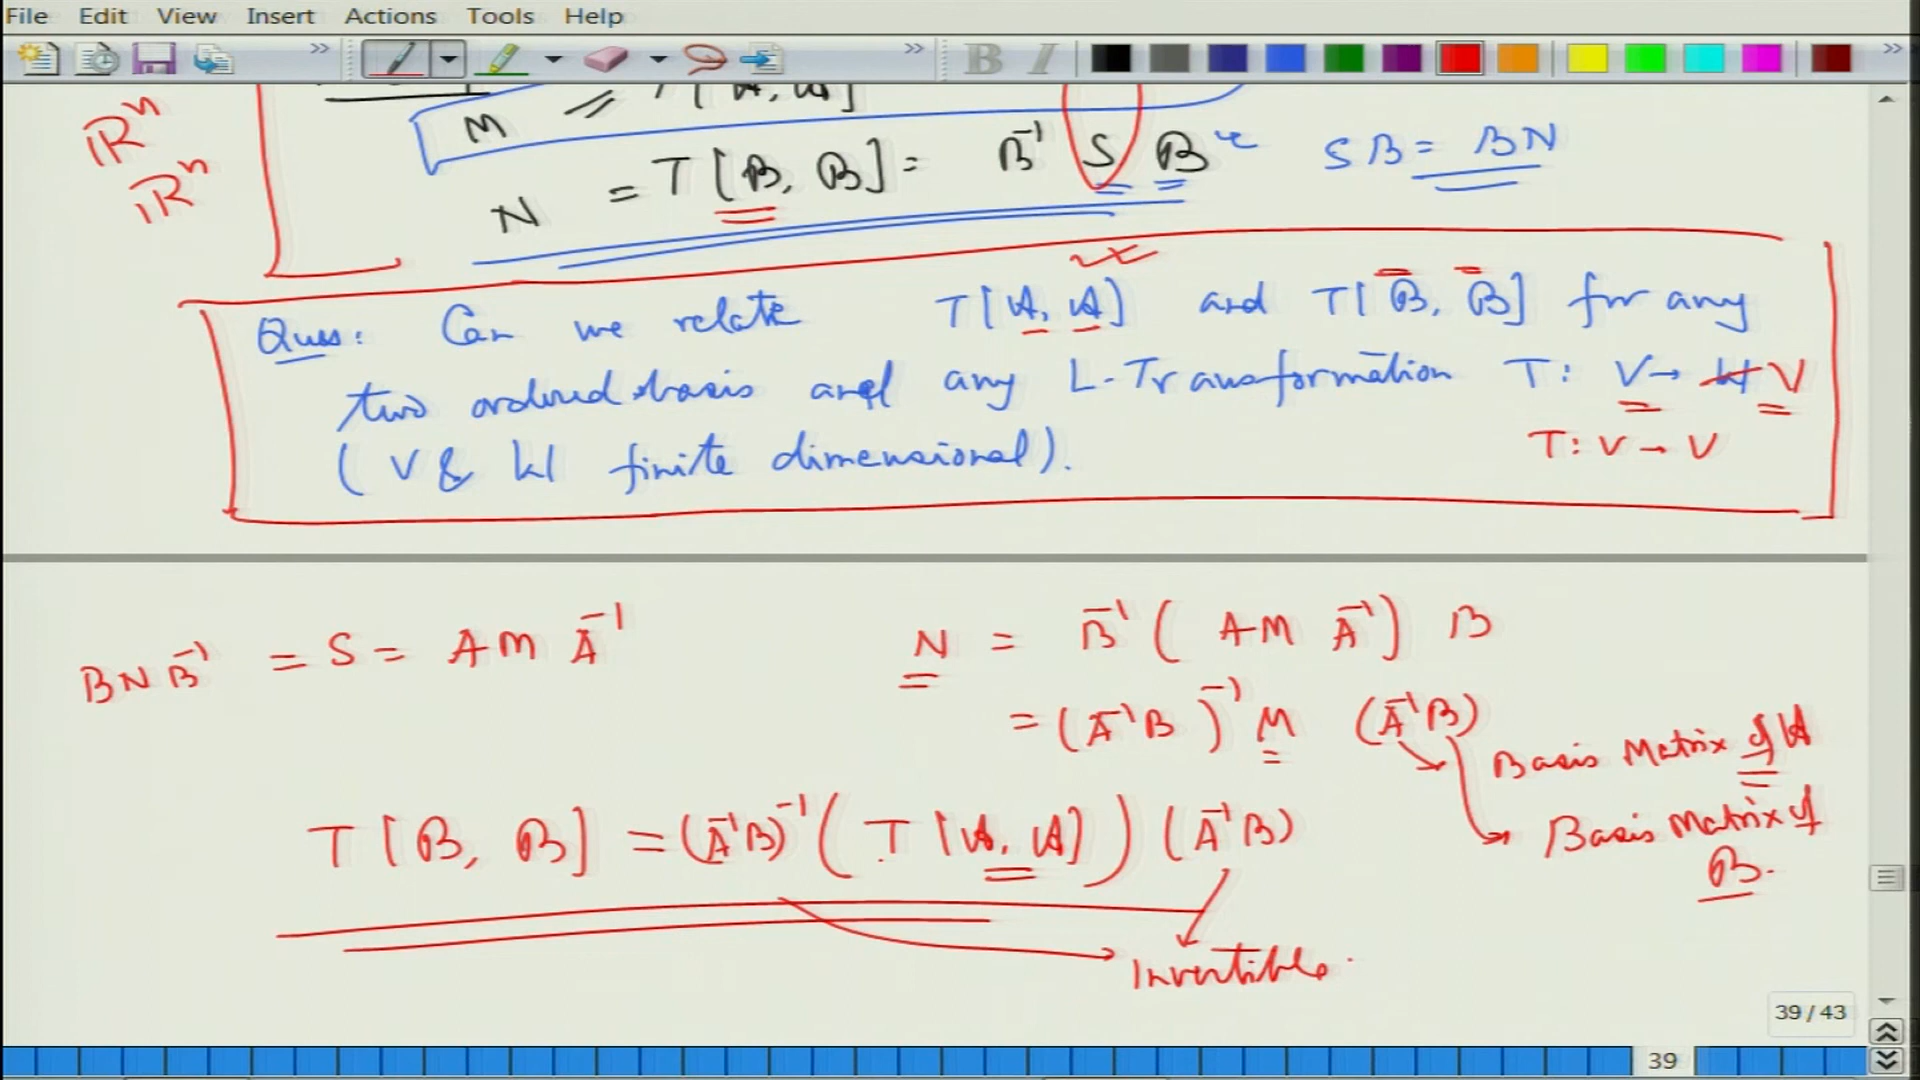 File Edit View Insert Actions Tools Help
B I
ℝⁿ
ℝⁿ
M = T[A, A]
N = T[B, B] = B⁻¹ S B
SB = BN
Ques: Can we relate T[A, A] and T[B, B] for any
two ordered basis and any L-Transformation T: V → W V
(V & W finite dimensional).
T: V → V
BNB⁻¹ = S = AMA⁻¹
N = B⁻¹(AMA⁻¹)B
= (A⁻¹B)⁻¹ M (A⁻¹B)
Basis Matrix of A
Basis Matrix of B.
T[B, B] = (A⁻¹B)⁻¹(T[A, A])(A⁻¹B)
Invertible.
39 / 43
39